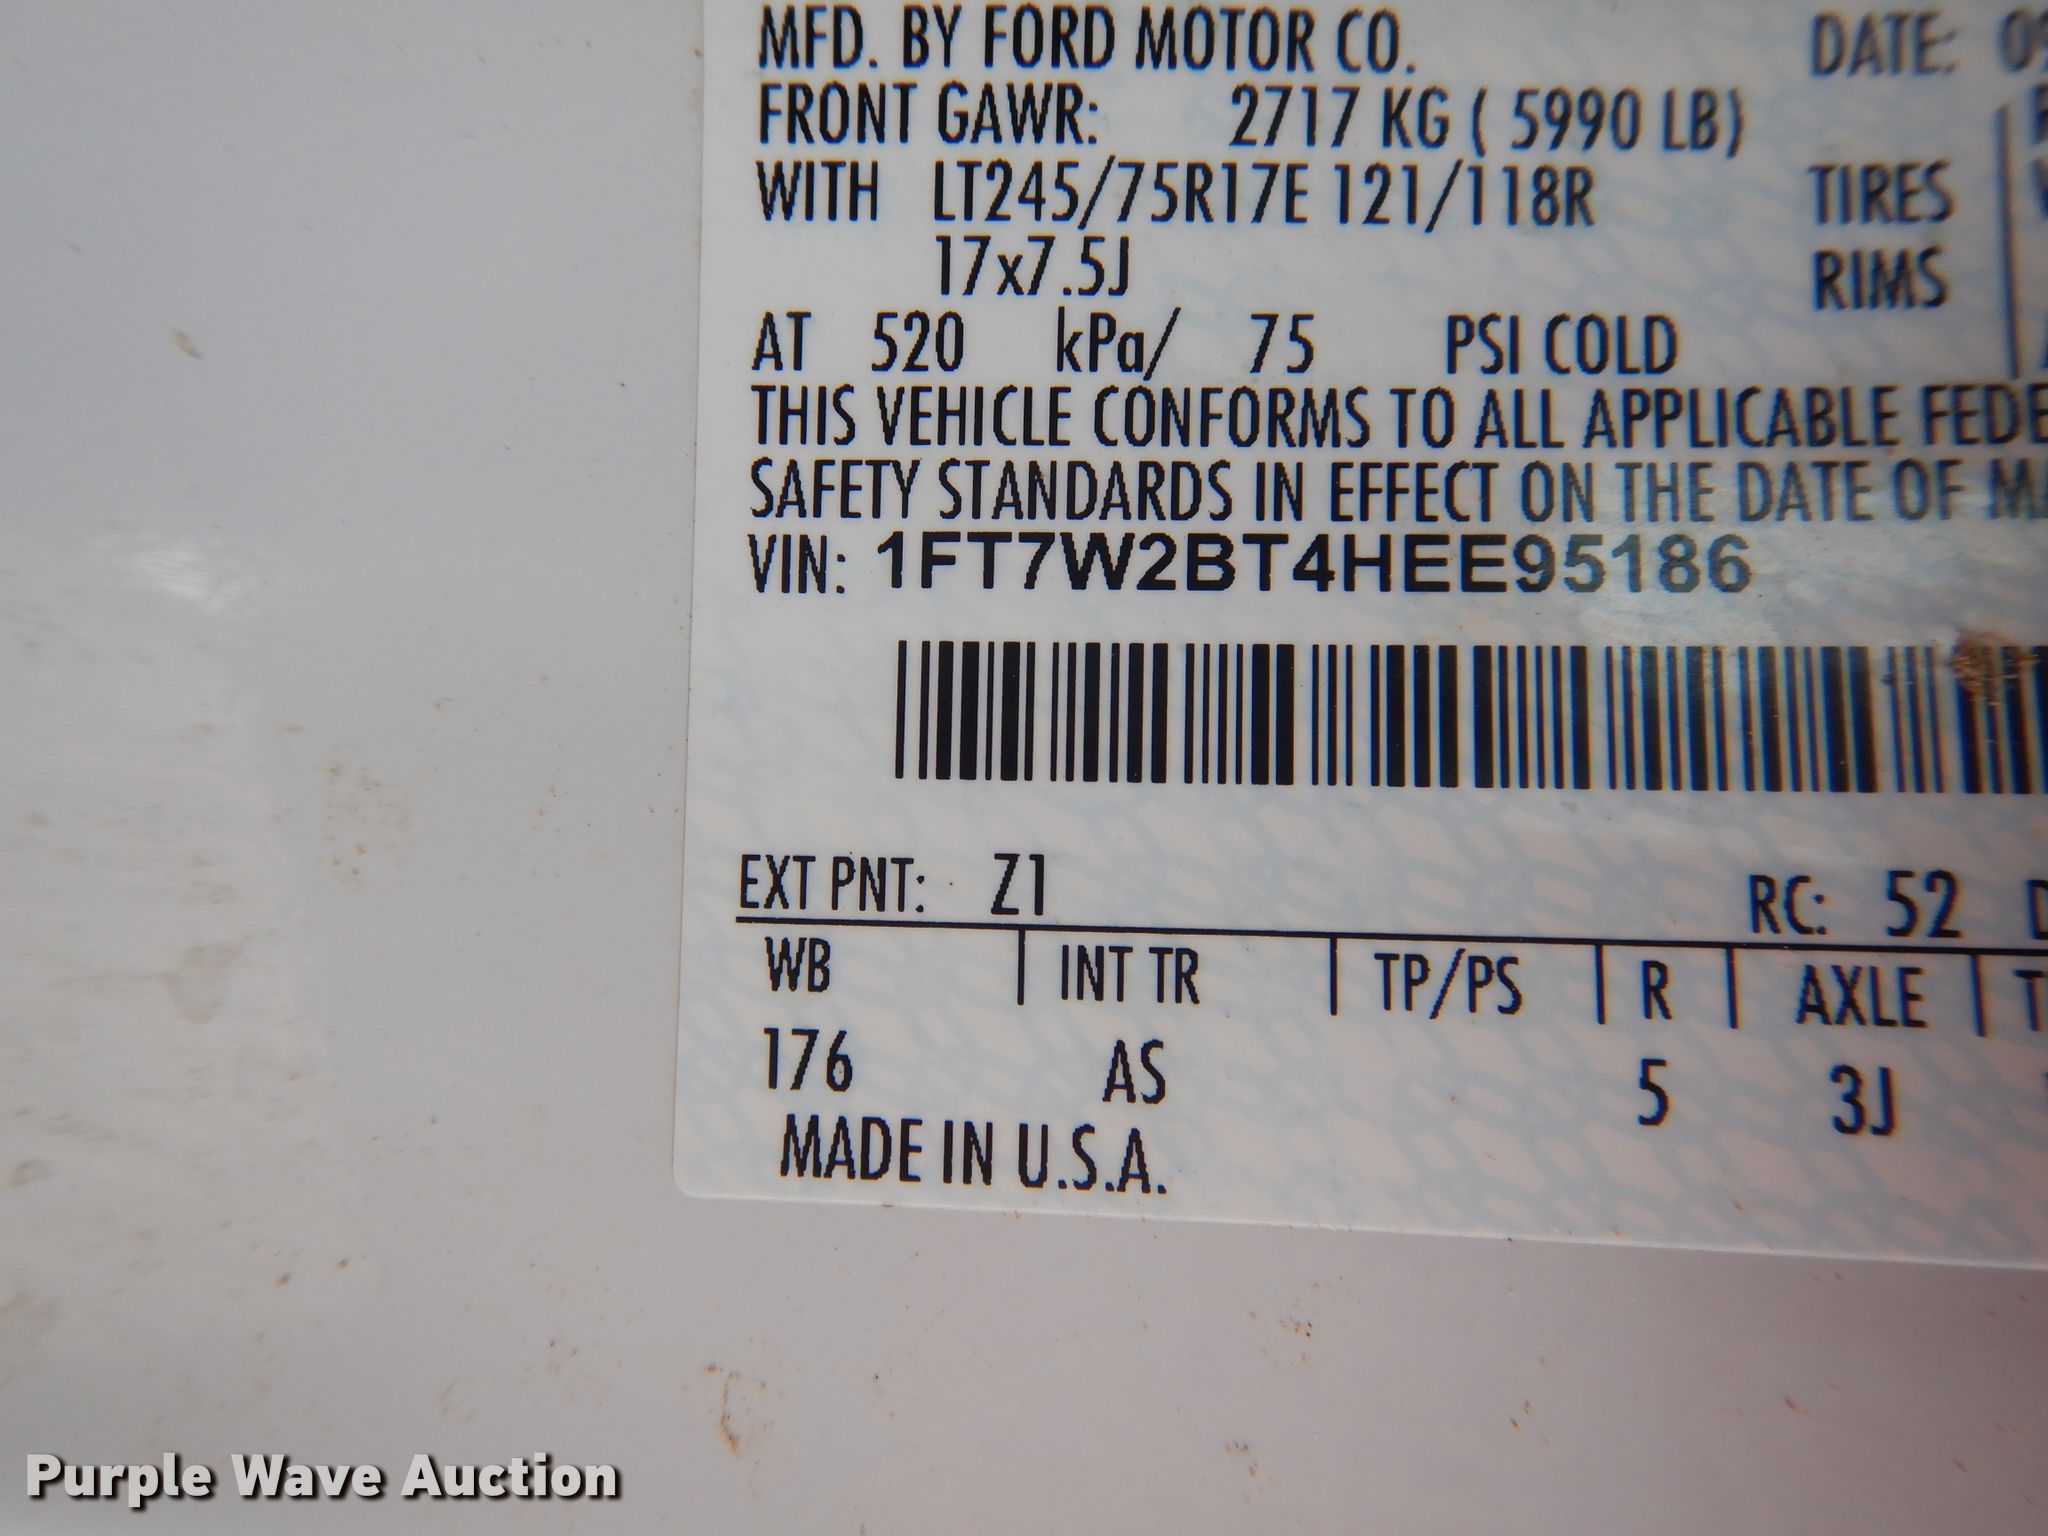 MFD. BY FORD MOTOR CO. DATE: 09
FRONT GAWR: 2717 KG ( 5990 LB)
WITH LT245/75R17E 121/118R TIRES
17x7.5J RIMS
AT 520 kPa/ 75 PSI COLD
THIS VEHICLE CONFORMS TO ALL APPLICABLE FEDE
SAFETY STANDARDS IN EFFECT ON THE DATE OF MA
VIN: 1FT7W2BT4HEE95186
EXT PNT: Z1 RC: 52 D
WB INT TR TP/PS R AXLE T
176 AS 5 3J
MADE IN U.S.A.
Purple Wave Auction